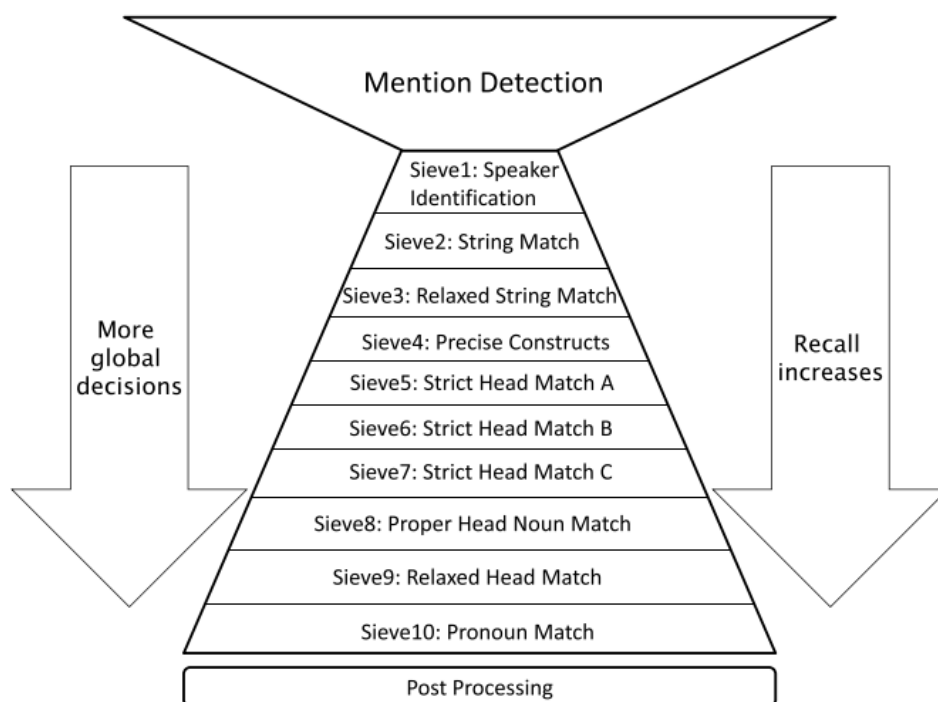 Mention Detection
Sieve1: Speaker
Identification
Sieve2: String Match
Sieve3: Relaxed String Match
Sieve4: Precise Constructs
Sieve5: Strict Head Match A
Sieve6: Strict Head Match B
Sieve7: Strict Head Match C
Sieve8: Proper Head Noun Match
Sieve9: Relaxed Head Match
Sieve10: Pronoun Match
Post Processing
More
global
decisions
Recall
increases